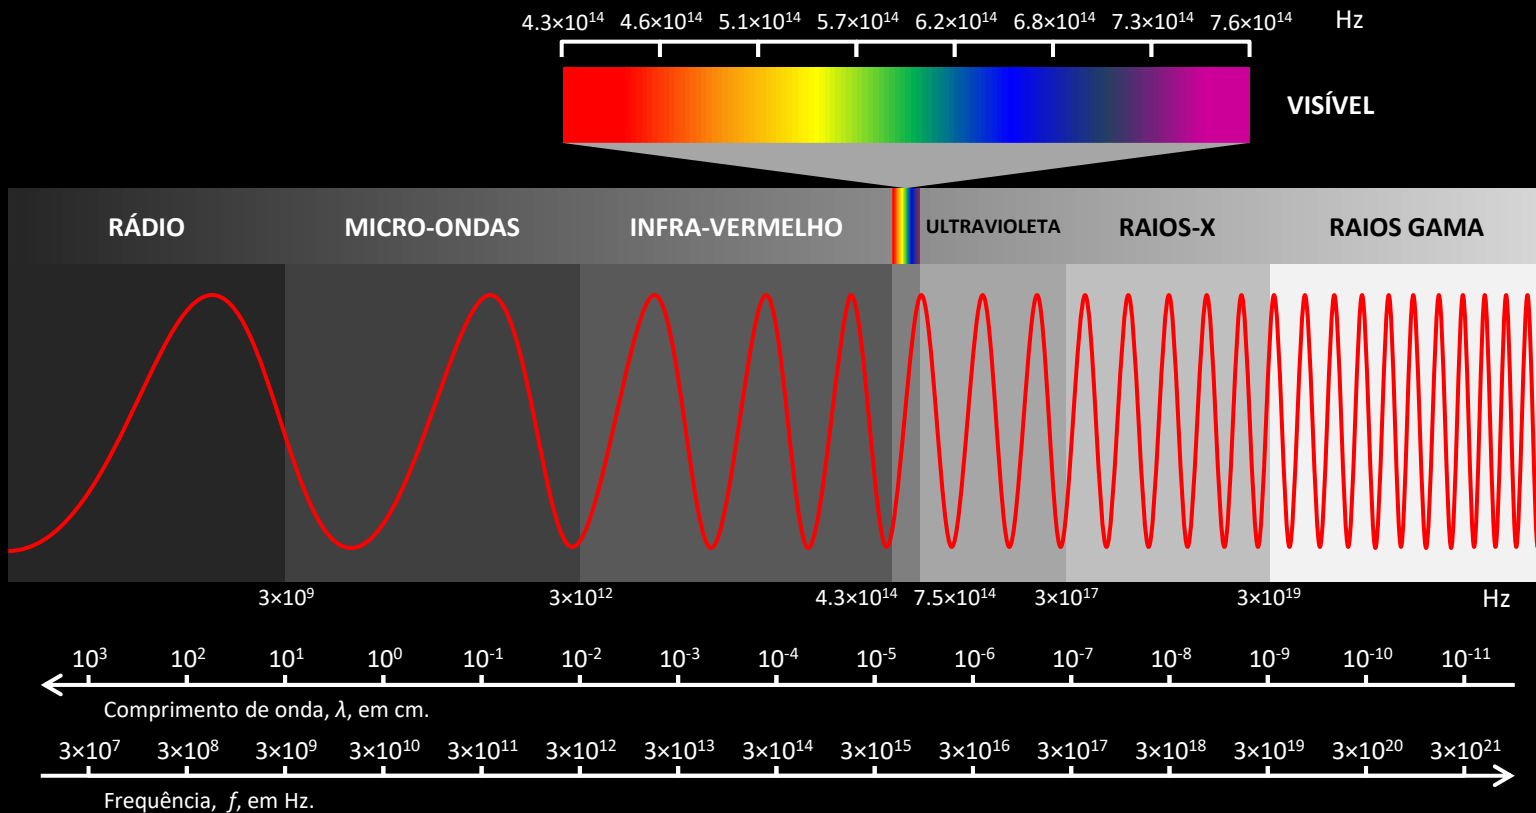 4.3×10¹⁴ 4.6×10¹⁴ 5.1×10¹⁴ 5.7×10¹⁴ 6.2×10¹⁴ 6.8×10¹⁴ 7.3×10¹⁴ 7.6×10¹⁴ Hz
VISÍVEL
RÁDIO MICRO-ONDAS INFRA-VERMELHO ULTRAVIOLETA RAIOS-X RAIOS GAMA
3×10⁹ 3×10¹² 4.3×10¹⁴ 7.5×10¹⁴ 3×10¹⁷ 3×10¹⁹ Hz
10³ 10² 10¹ 10⁰ 10⁻¹ 10⁻² 10⁻³ 10⁻⁴ 10⁻⁵ 10⁻⁶ 10⁻⁷ 10⁻⁸ 10⁻⁹ 10⁻¹⁰ 10⁻¹¹
Comprimento de onda, λ, em cm.
3×10⁷ 3×10⁸ 3×10⁹ 3×10¹⁰ 3×10¹¹ 3×10¹² 3×10¹³ 3×10¹⁴ 3×10¹⁵ 3×10¹⁶ 3×10¹⁷ 3×10¹⁸ 3×10¹⁹ 3×10²⁰ 3×10²¹
Frequência, f, em Hz.